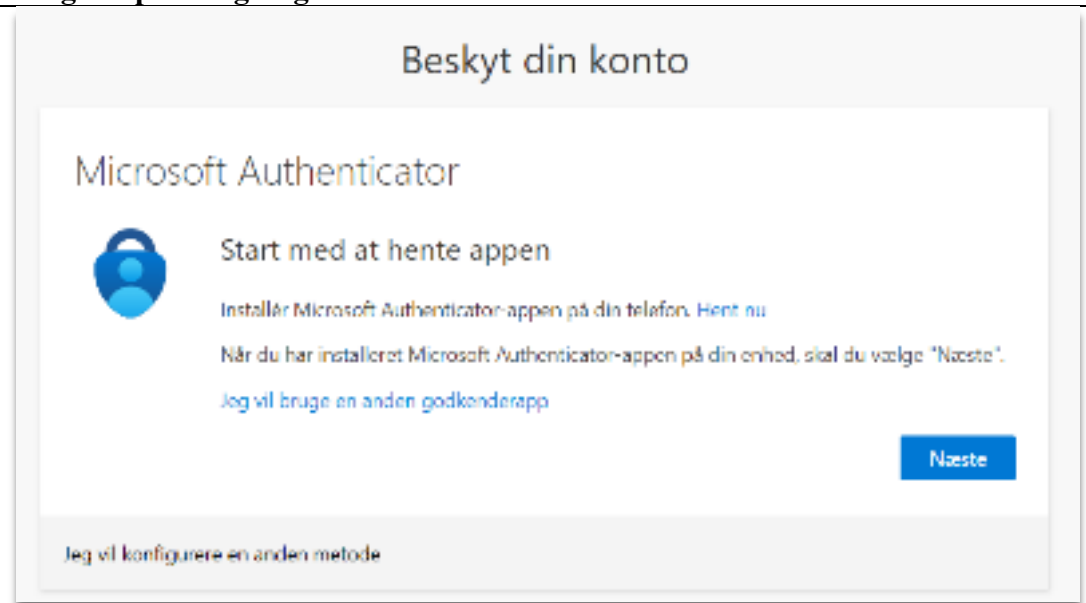 Beskyt din konto
Microsoft Authenticator
Start med at hente appen
Installér Microsoft Authenticator-appen på din telefon. Hent nu
Når du har installeret Microsoft Authenticator-appen på din enhed, skal du vælge "Næste".
Jeg vil bruge en anden godkenderapp
Næste
Jeg vil konfigurere en anden metode